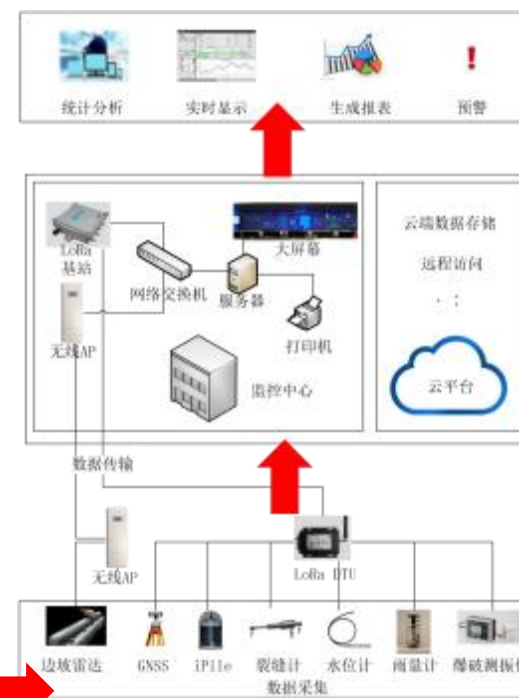 统计分析 实时显示 生成报表 预警
LoRa
基站
大屏幕
网络交换机
服务器
打印机
无线AP
监控中心
云端数据存储
远程访问
云平台
数据传输
无线AP
LoRa DTU
边坡雷达 GNSS iPile 裂缝计 水位计 雨量计 爆破测振仪
数据采集